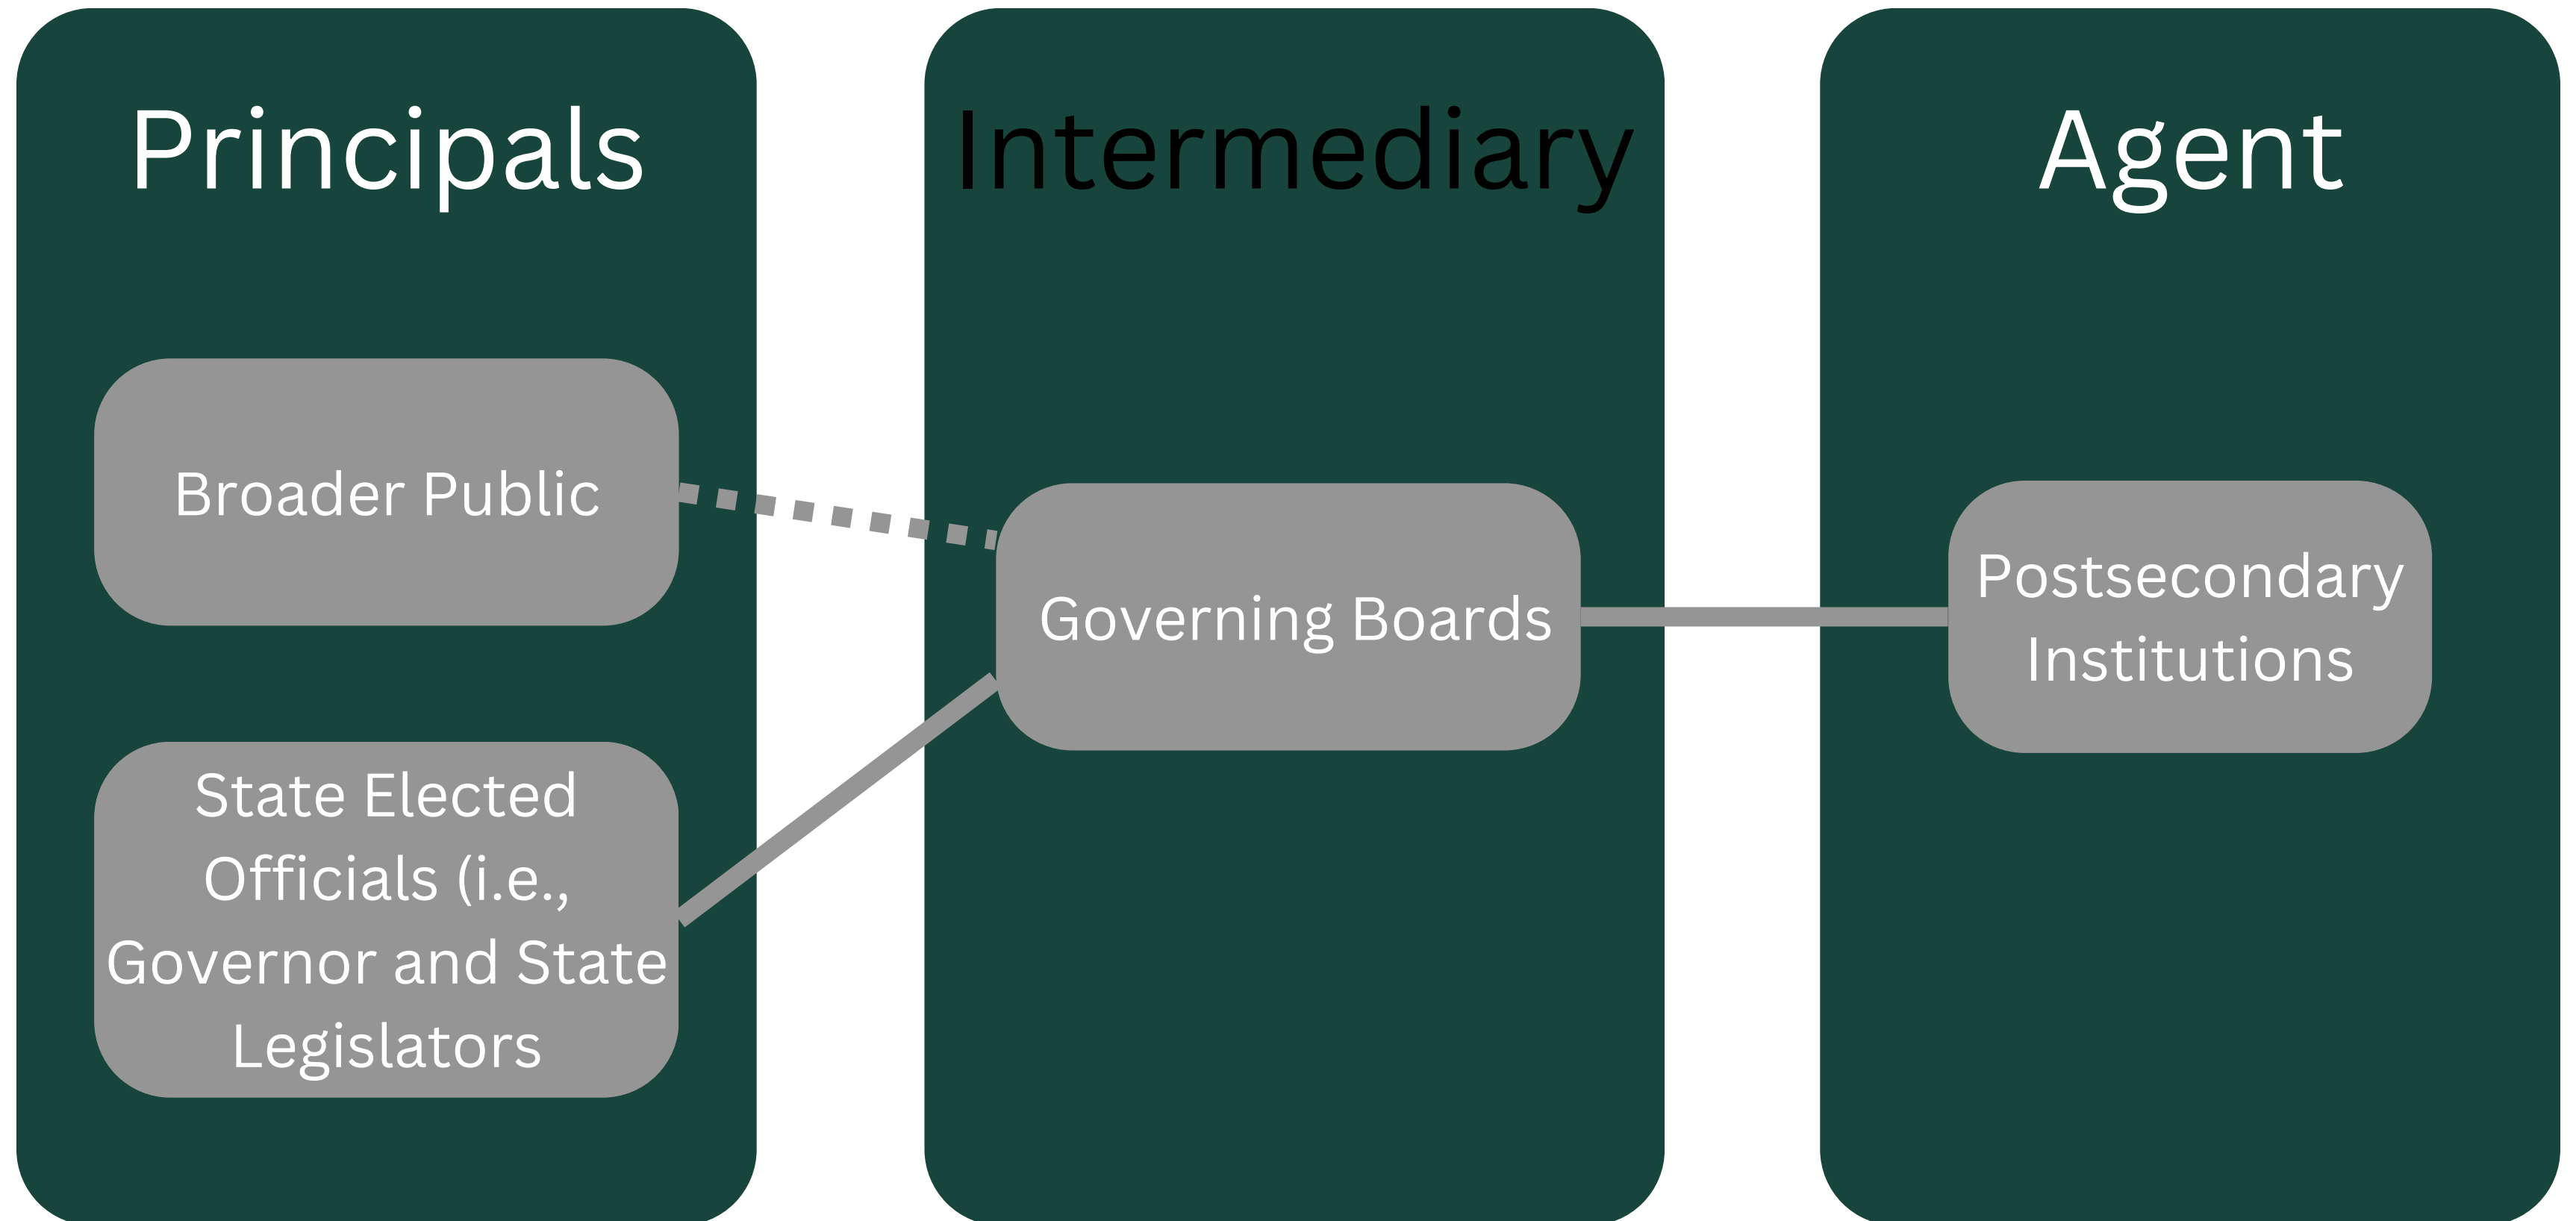 Principals
Intermediary
Agent
Broader Public
State Elected
Officials (i.e.,
Governor and State
Legislators
Governing Boards
Postsecondary
Institutions